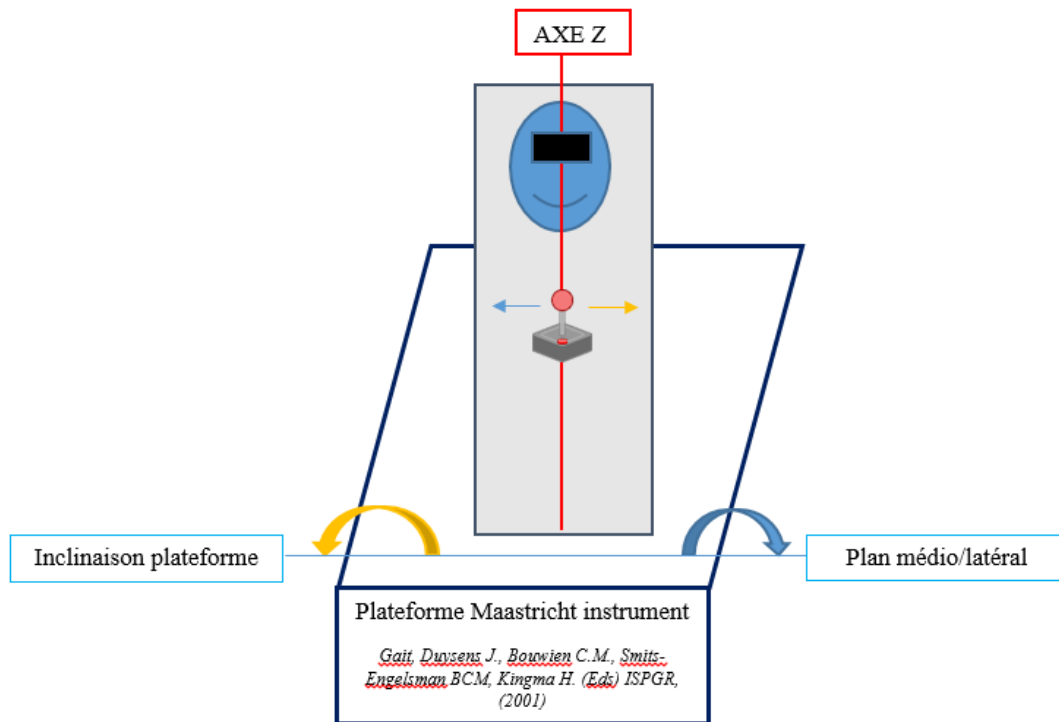 AXE Z
Inclinaison plateforme
Plan médio/latéral
Plateforme Maastricht instrument
Gait, Duysens J., Bouwien C.M., Smits-
Engelsman BCM, Kingma H. (Eds) ISPGR,
(2001)